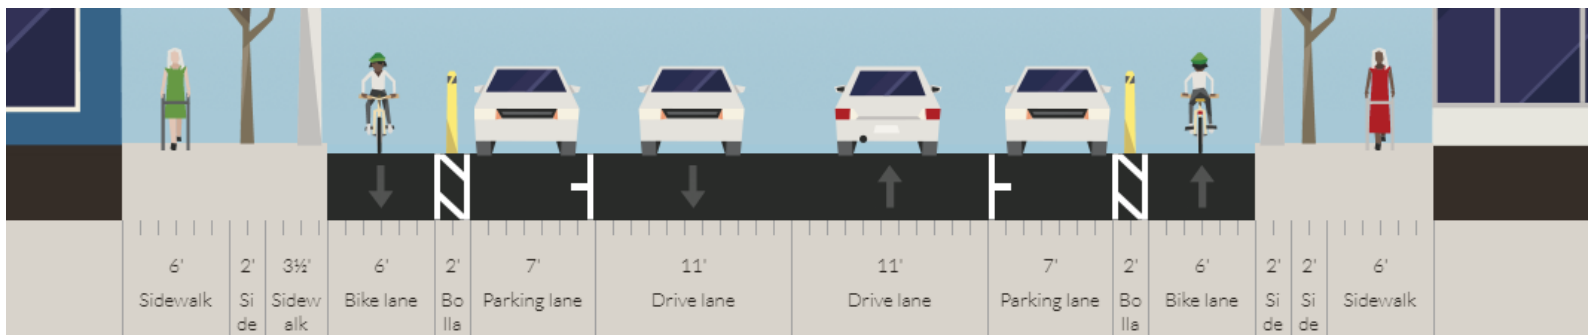 6' 2' 3½' 6' 2' 7' 11' 11' 7' 2' 6' 2' 2' 6'
Sidewalk Si Sidew Bike lane Bo Parking lane Drive lane Drive lane Parking lane Bo Bike lane Si Si Sidewalk
de alk lla lla de de